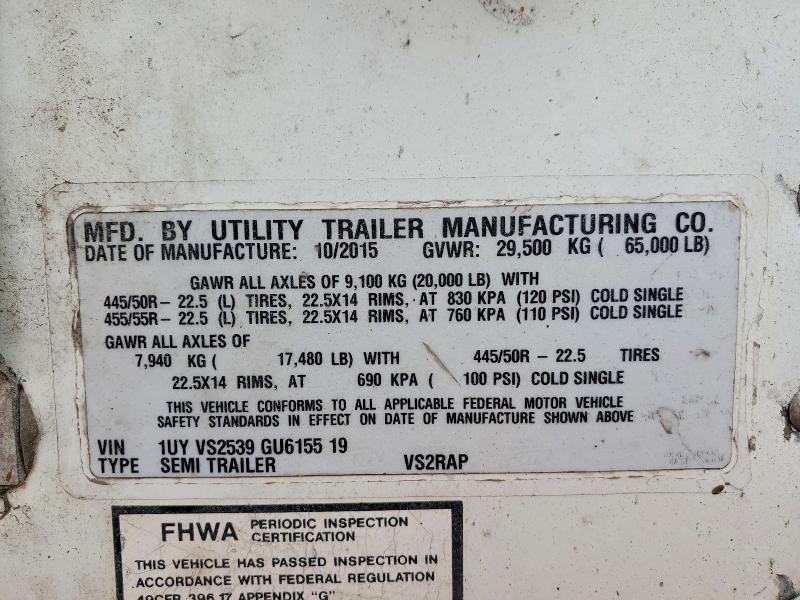 MFD. BY UTILITY TRAILER MANUFACTURING CO.
DATE OF MANUFACTURE: 10/2015 GVWR: 29,500 KG ( 65,000 LB)
GAWR ALL AXLES OF 9,100 KG (20,000 LB) WITH
445/50R - 22.5 (L) TIRES, 22.5X14 RIMS, AT 830 KPA (120 PSI) COLD SINGLE
455/55R - 22.5 (L) TIRES, 22.5X14 RIMS, AT 760 KPA (110 PSI) COLD SINGLE
GAWR ALL AXLES OF
7,940 KG ( 17,480 LB) WITH 445/50R - 22.5 TIRES
22.5X14 RIMS, AT 690 KPA ( 100 PSI) COLD SINGLE
THIS VEHICLE CONFORMS TO ALL APPLICABLE FEDERAL MOTOR VEHICLE
SAFETY STANDARDS IN EFFECT ON DATE OF MANUFACTURE SHOWN ABOVE
VIN 1UY VS2539 GU6155 19
TYPE SEMI TRAILER VS2RAP
FHWA PERIODIC INSPECTION
CERTIFICATION
THIS VEHICLE HAS PASSED INSPECTION IN
ACCORDANCE WITH FEDERAL REGULATION
49CFR 396.17 APPENDIX "G"